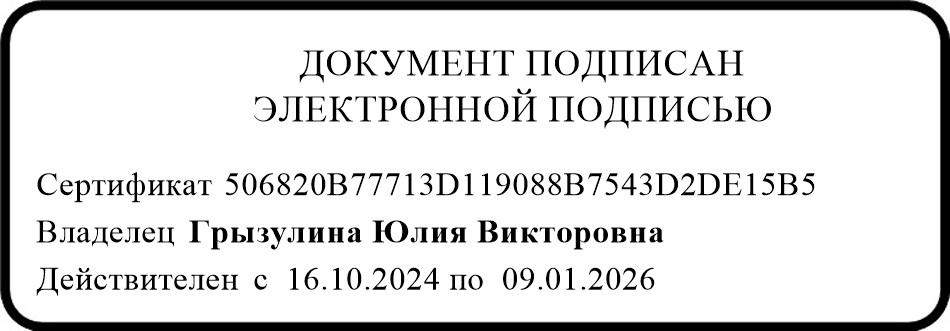 ДОКУМЕНТ ПОДПИСАН
ЭЛЕКТРОННОЙ ПОДПИСЬЮ
Сертификат 506820B77713D119088B7543D2DE15B5
Владелец Грызулина Юлия Викторовна
Действителен с 16.10.2024 по 09.01.2026